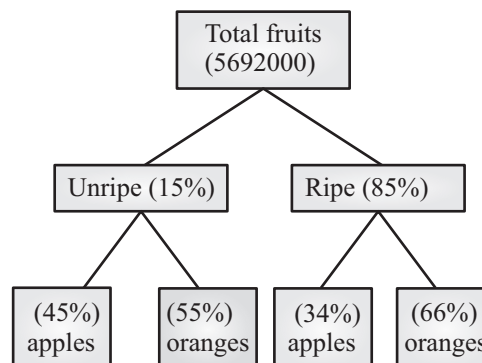 Total fruits
(5692000)
Unripe (15%)
Ripe (85%)
(45%)
apples
(55%)
oranges
(34%)
apples
(66%)
oranges